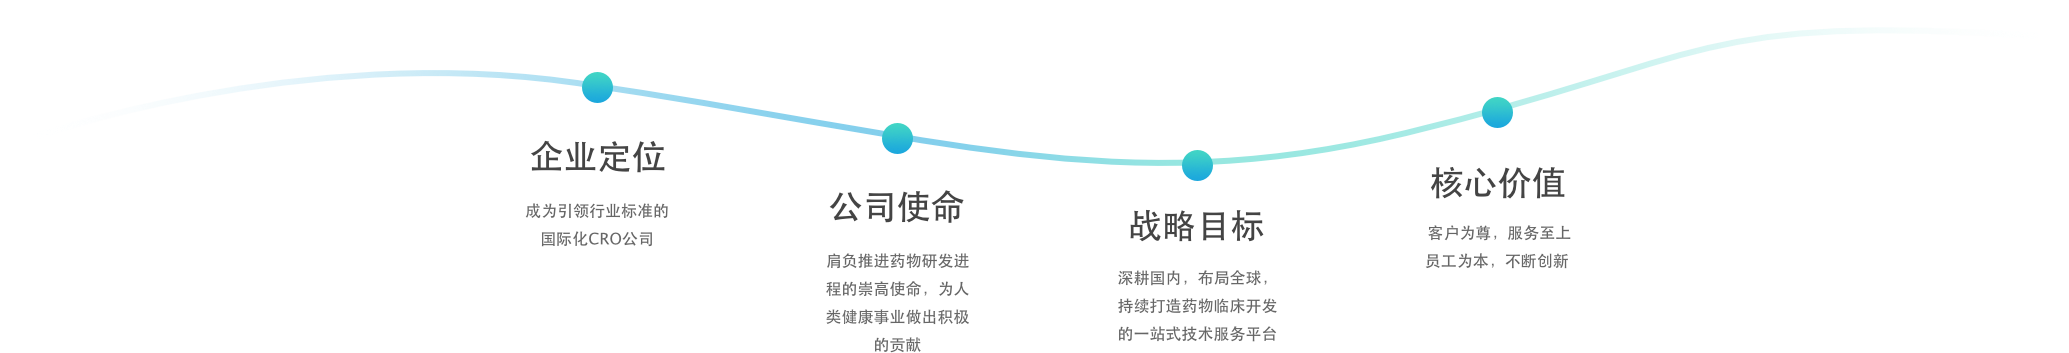 企业定位
成为引领行业标准的
国际化CRO公司
公司使命
肩负推进药物研发进
程的崇高使命，为人
类健康事业做出积极
的贡献
战略目标
深耕国内，布局全球，
持续打造药物临床开发
的一站式技术服务平台
核心价值
客户为尊，服务至上
员工为本，不断创新